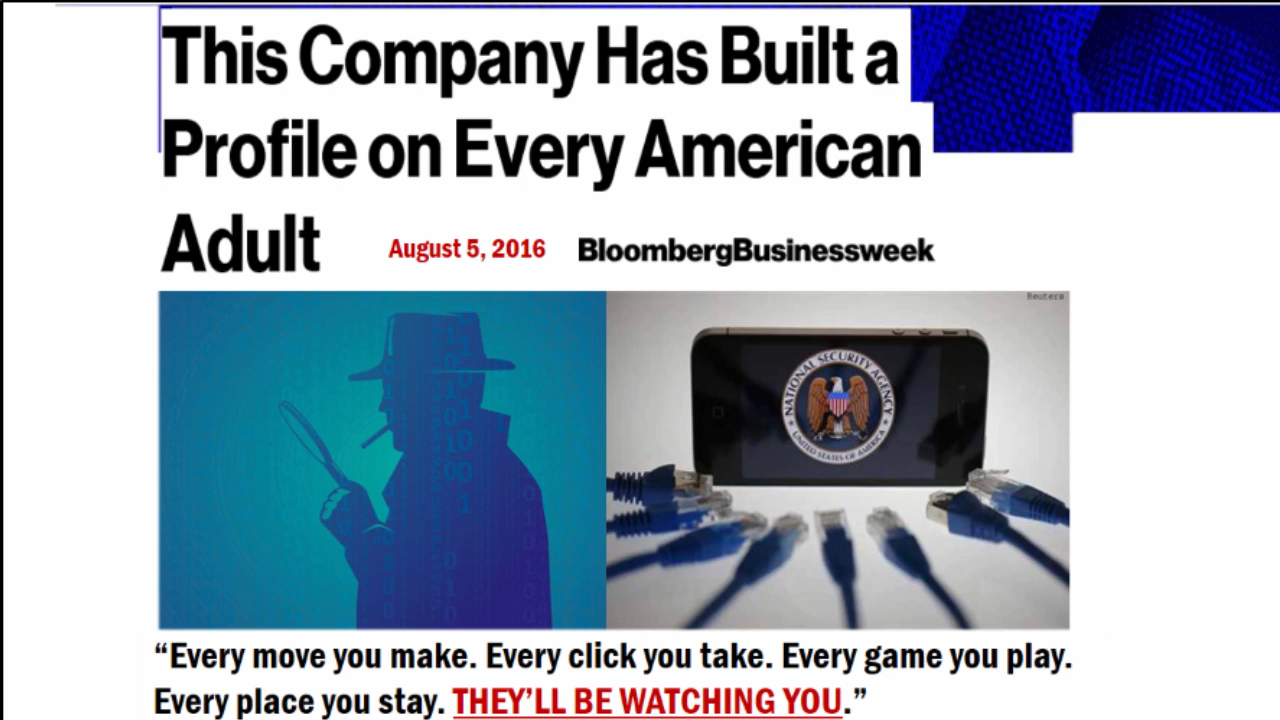 This Company Has Built a
Profile on Every American
Adult
August 5, 2016 BloombergBusinessweek
Reuters
NATIONAL SECURITY AGENCY
UNITED STATES OF AMERICA
“Every move you make. Every click you take. Every game you play.
Every place you stay. THEY’LL BE WATCHING YOU.”